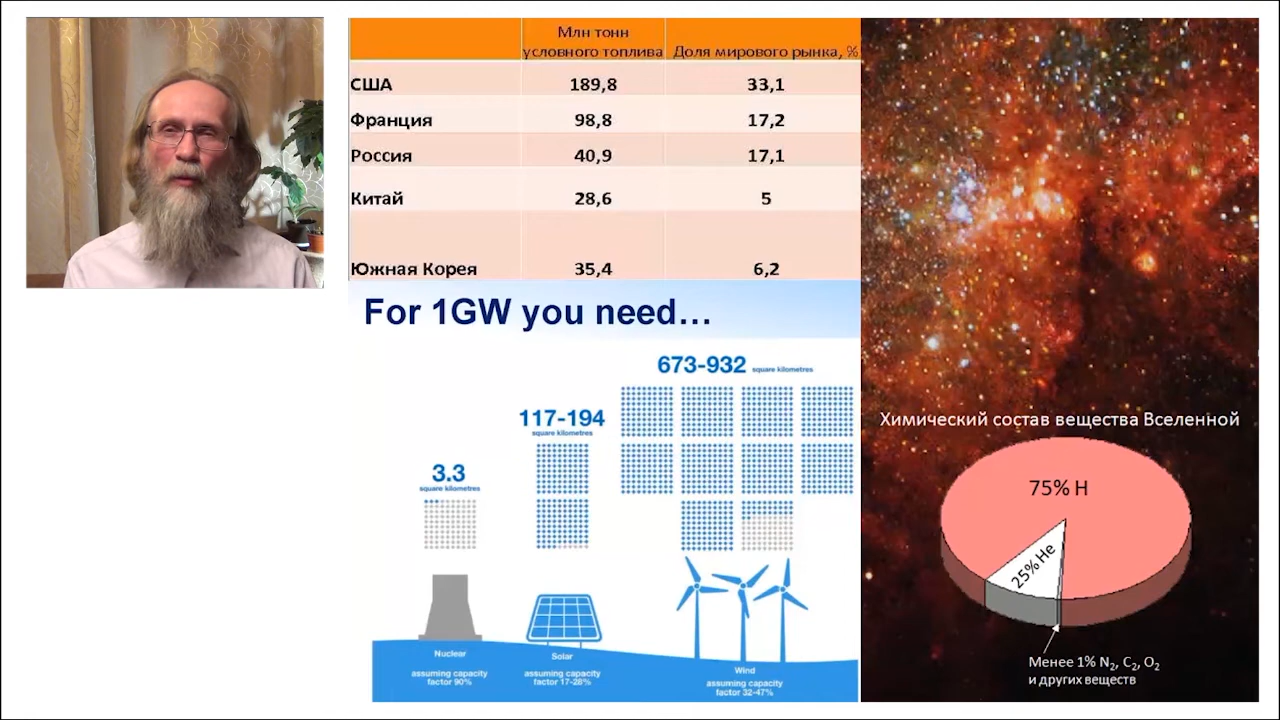 Млн тонн
условного топлива
Доля мирового рынка, %
США 189,8 33,1
Франция 98,8 17,2
Россия 40,9 17,1
Китай 28,6 5
Южная Корея 35,4 6,2
For 1GW you need...
673-932 square kilometres
117-194
square kilometres
3.3
square kilometres
Nuclear
assuming capacity
factor 90%
Solar
assuming capacity
factor 17-28%
Wind
assuming capacity
factor 32-47%
Химический состав вещества Вселенной
75% H
25% He
Менее 1% N₂, C₂, O₂
и других веществ